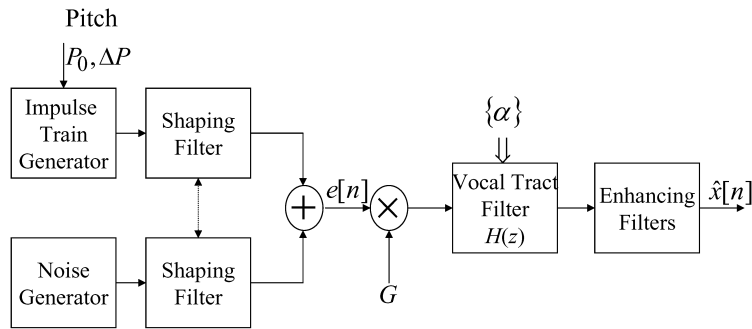 Pitch
P₀, ΔP
Impulse
Train
Generator
Shaping
Filter
Noise
Generator
Shaping
Filter
+
e[n]
×
G
{α}
Vocal Tract
Filter
H(z)
Enhancing
Filters
x̂[n]